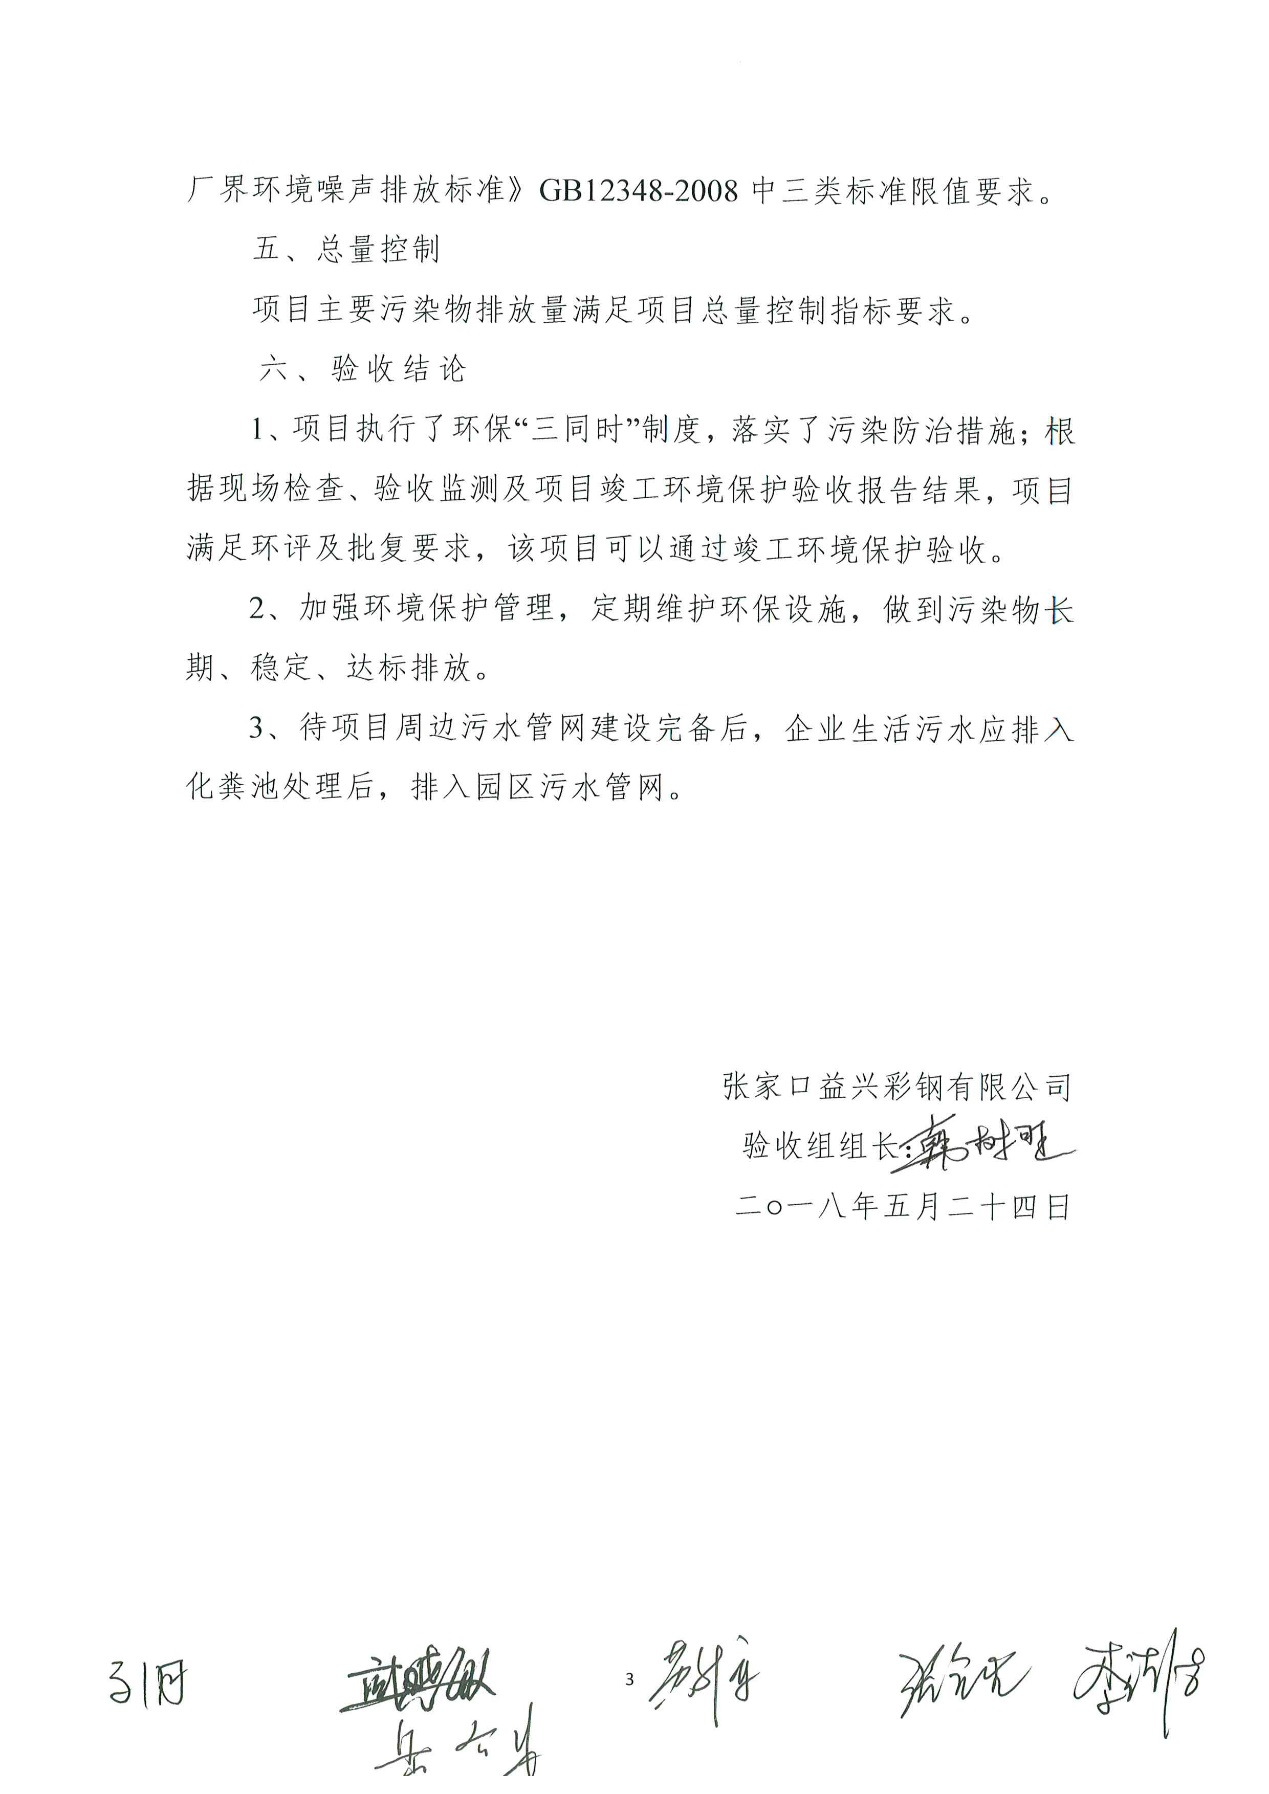 厂界环境噪声排放标准》GB12348-2008 中三类标准限值要求。
五、总量控制
项目主要污染物排放量满足项目总量控制指标要求。
六、验收结论
1、项目执行了环保“三同时”制度，落实了污染防治措施；根
据现场检查、验收监测及项目竣工环境保护验收报告结果，项目
满足环评及批复要求，该项目可以通过竣工环境保护验收。
2、加强环境保护管理，定期维护环保设施，做到污染物长
期、稳定、达标排放。
3、待项目周边污水管网建设完备后，企业生活污水应排入
化粪池处理后，排入园区污水管网。
张家口益兴彩钢有限公司
验收组组长：韩树旺
二〇一八年五月二十四日
3